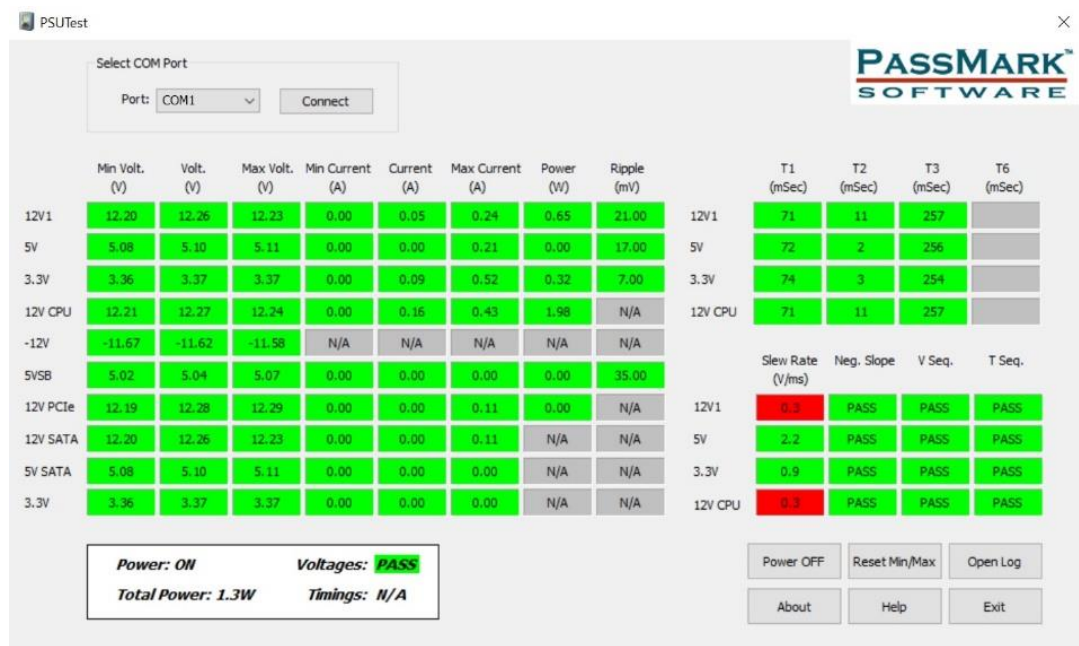 PSUTest
PASSMARK™
SOFTWARE
Select COM Port
Port: COM1 Connect
Min Volt. (V) Volt. (V) Max Volt. (V) Min Current (A) Current (A) Max Current (A) Power (W) Ripple (mV)
12V1 12.20 12.26 12.23 0.00 0.05 0.24 0.65 21.00
5V 5.08 5.10 5.11 0.00 0.00 0.21 0.00 17.00
3.3V 3.36 3.37 3.37 0.00 0.09 0.52 0.32 7.00
12V CPU 12.21 12.27 12.24 0.00 0.16 0.43 1.98 N/A
-12V -11.67 -11.62 -11.58 N/A N/A N/A N/A N/A
5VSB 5.02 5.04 5.07 0.00 0.00 0.00 0.00 35.00
12V PCIe 12.19 12.28 12.29 0.00 0.00 0.11 0.00 N/A
12V SATA 12.20 12.26 12.23 0.00 0.00 0.11 N/A N/A
5V SATA 5.08 5.10 5.11 0.00 0.00 0.00 N/A N/A
3.3V 3.36 3.37 3.37 0.00 0.00 0.00 N/A N/A
T1 (mSec) T2 (mSec) T3 (mSec) T6 (mSec)
12V1 71 11 257
5V 72 2 256
3.3V 74 3 254
12V CPU 71 11 257
Slew Rate (V/ms) Neg. Slope V Seq. T Seq.
12V1 0.3 PASS PASS PASS
5V 2.2 PASS PASS PASS
3.3V 0.9 PASS PASS PASS
12V CPU 0.3 PASS PASS PASS
Power: ON Voltages: PASS
Total Power: 1.3W Timings: N/A
Power OFF Reset Min/Max Open Log
About Help Exit